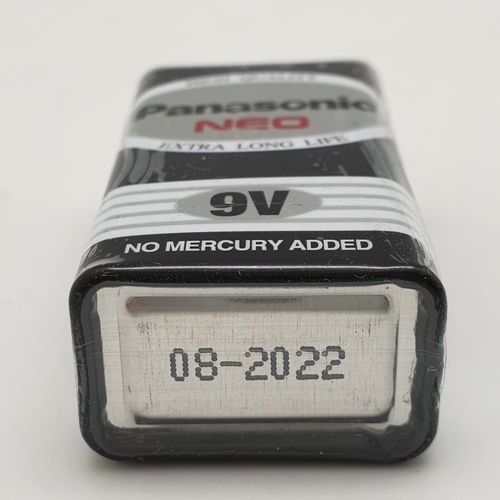 Panasonic
NEO
EXTRA LONG LIFE
9V
NO MERCURY ADDED
08-2022